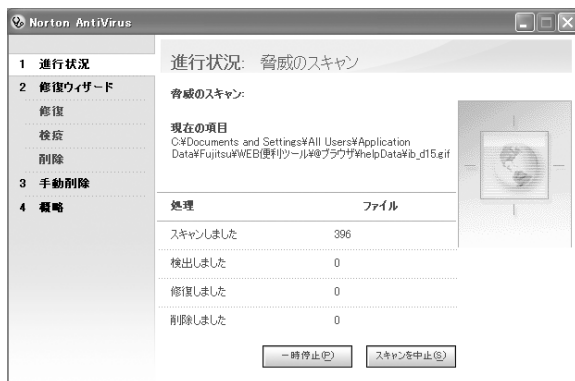 Norton AntiVirus
1 進行状況
2 修復ウィザード
修復
検疫
削除
3 手動削除
4 概略
進行状況: 脅威のスキャン
脅威のスキャン:
現在の項目
C:¥Documents and Settings¥All Users¥Application
Data¥Fujitsu¥WEB便利ツール¥@ブラウザ¥helpData¥ib_d15.gif
処理 ファイル
スキャンしました 396
検出しました 0
修復しました 0
削除しました 0
一時停止(P) スキャンを中止(S)